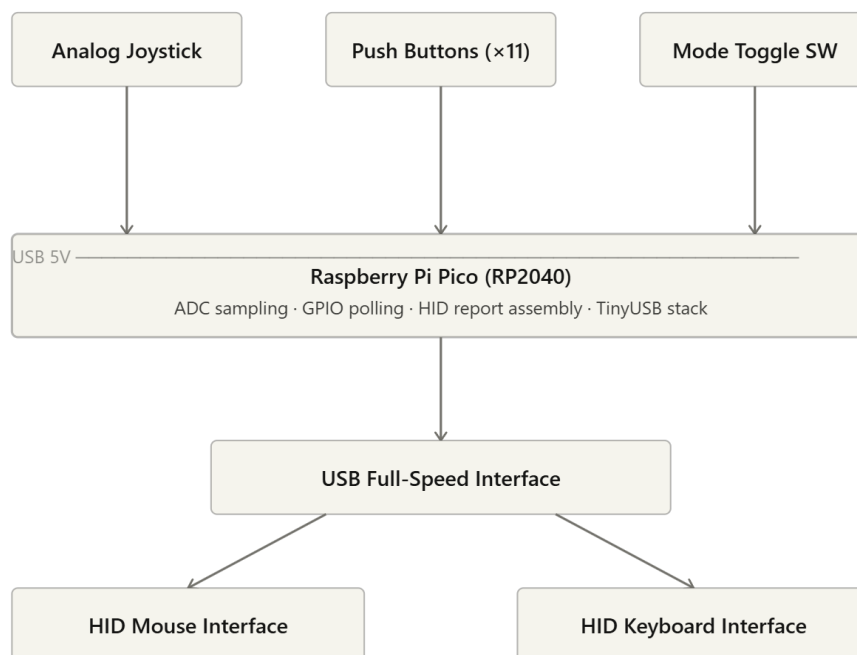 Analog Joystick
Push Buttons (×11)
Mode Toggle SW
USB 5V
Raspberry Pi Pico (RP2040)
ADC sampling · GPIO polling · HID report assembly · TinyUSB stack
USB Full-Speed Interface
HID Mouse Interface
HID Keyboard Interface